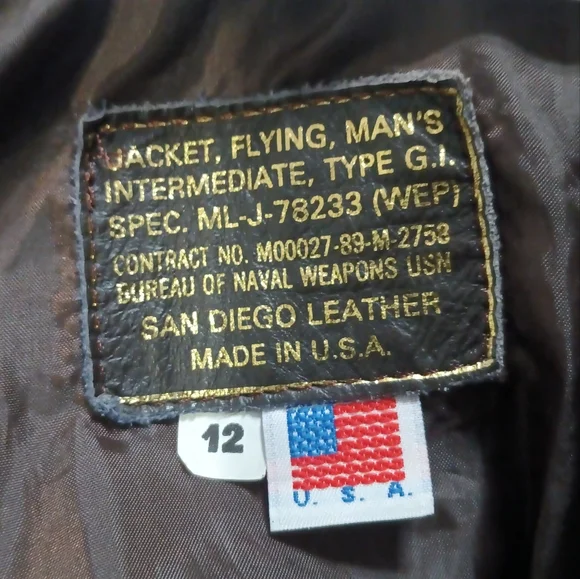 JACKET, FLYING, MAN'S
INTERMEDIATE, TYPE G.I.
SPEC. ML-J-78233 (WEP)
CONTRACT NO. M00027-89-M-2753
BUREAU OF NAVAL WEAPONS USN
SAN DIEGO LEATHER
MADE IN U.S.A.
12
U. S. A.